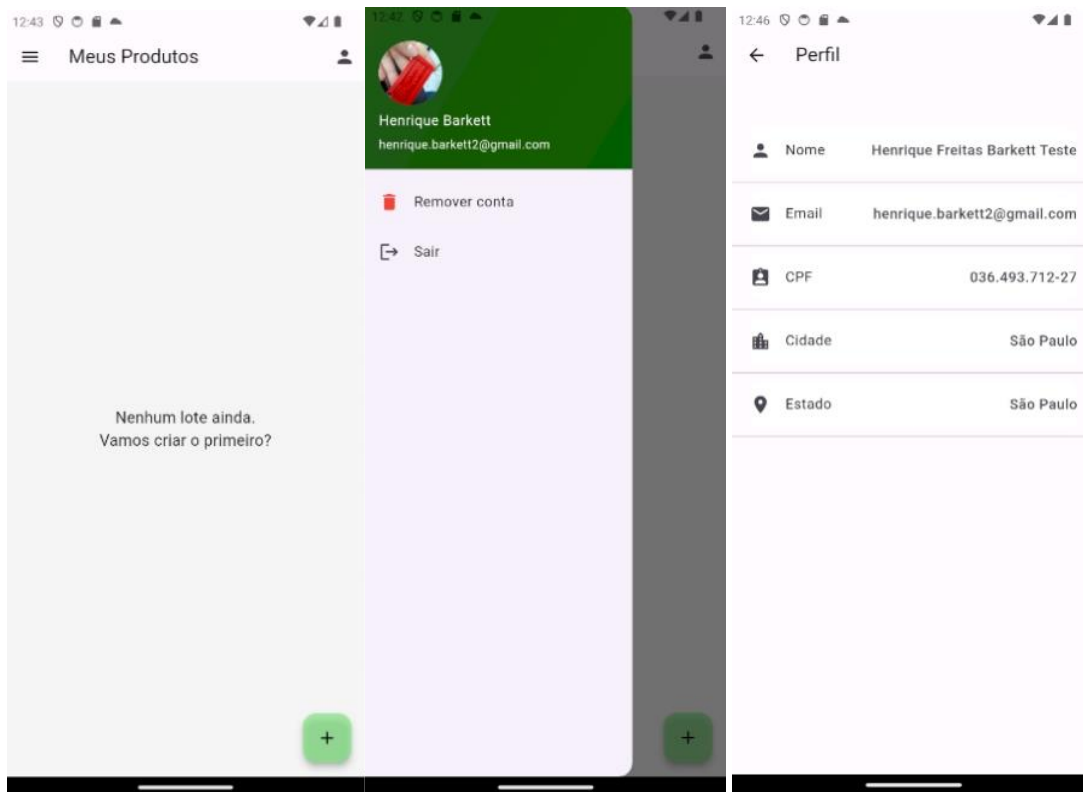 12:43
Meus Produtos
Nenhum lote ainda.
Vamos criar o primeiro?
12:42
Henrique Barkett
henrique.barkett2@gmail.com
Remover conta
Sair
12:46
Perfil
Nome Henrique Freitas Barkett Teste
Email henrique.barkett2@gmail.com
CPF 036.493.712-27
Cidade São Paulo
Estado São Paulo